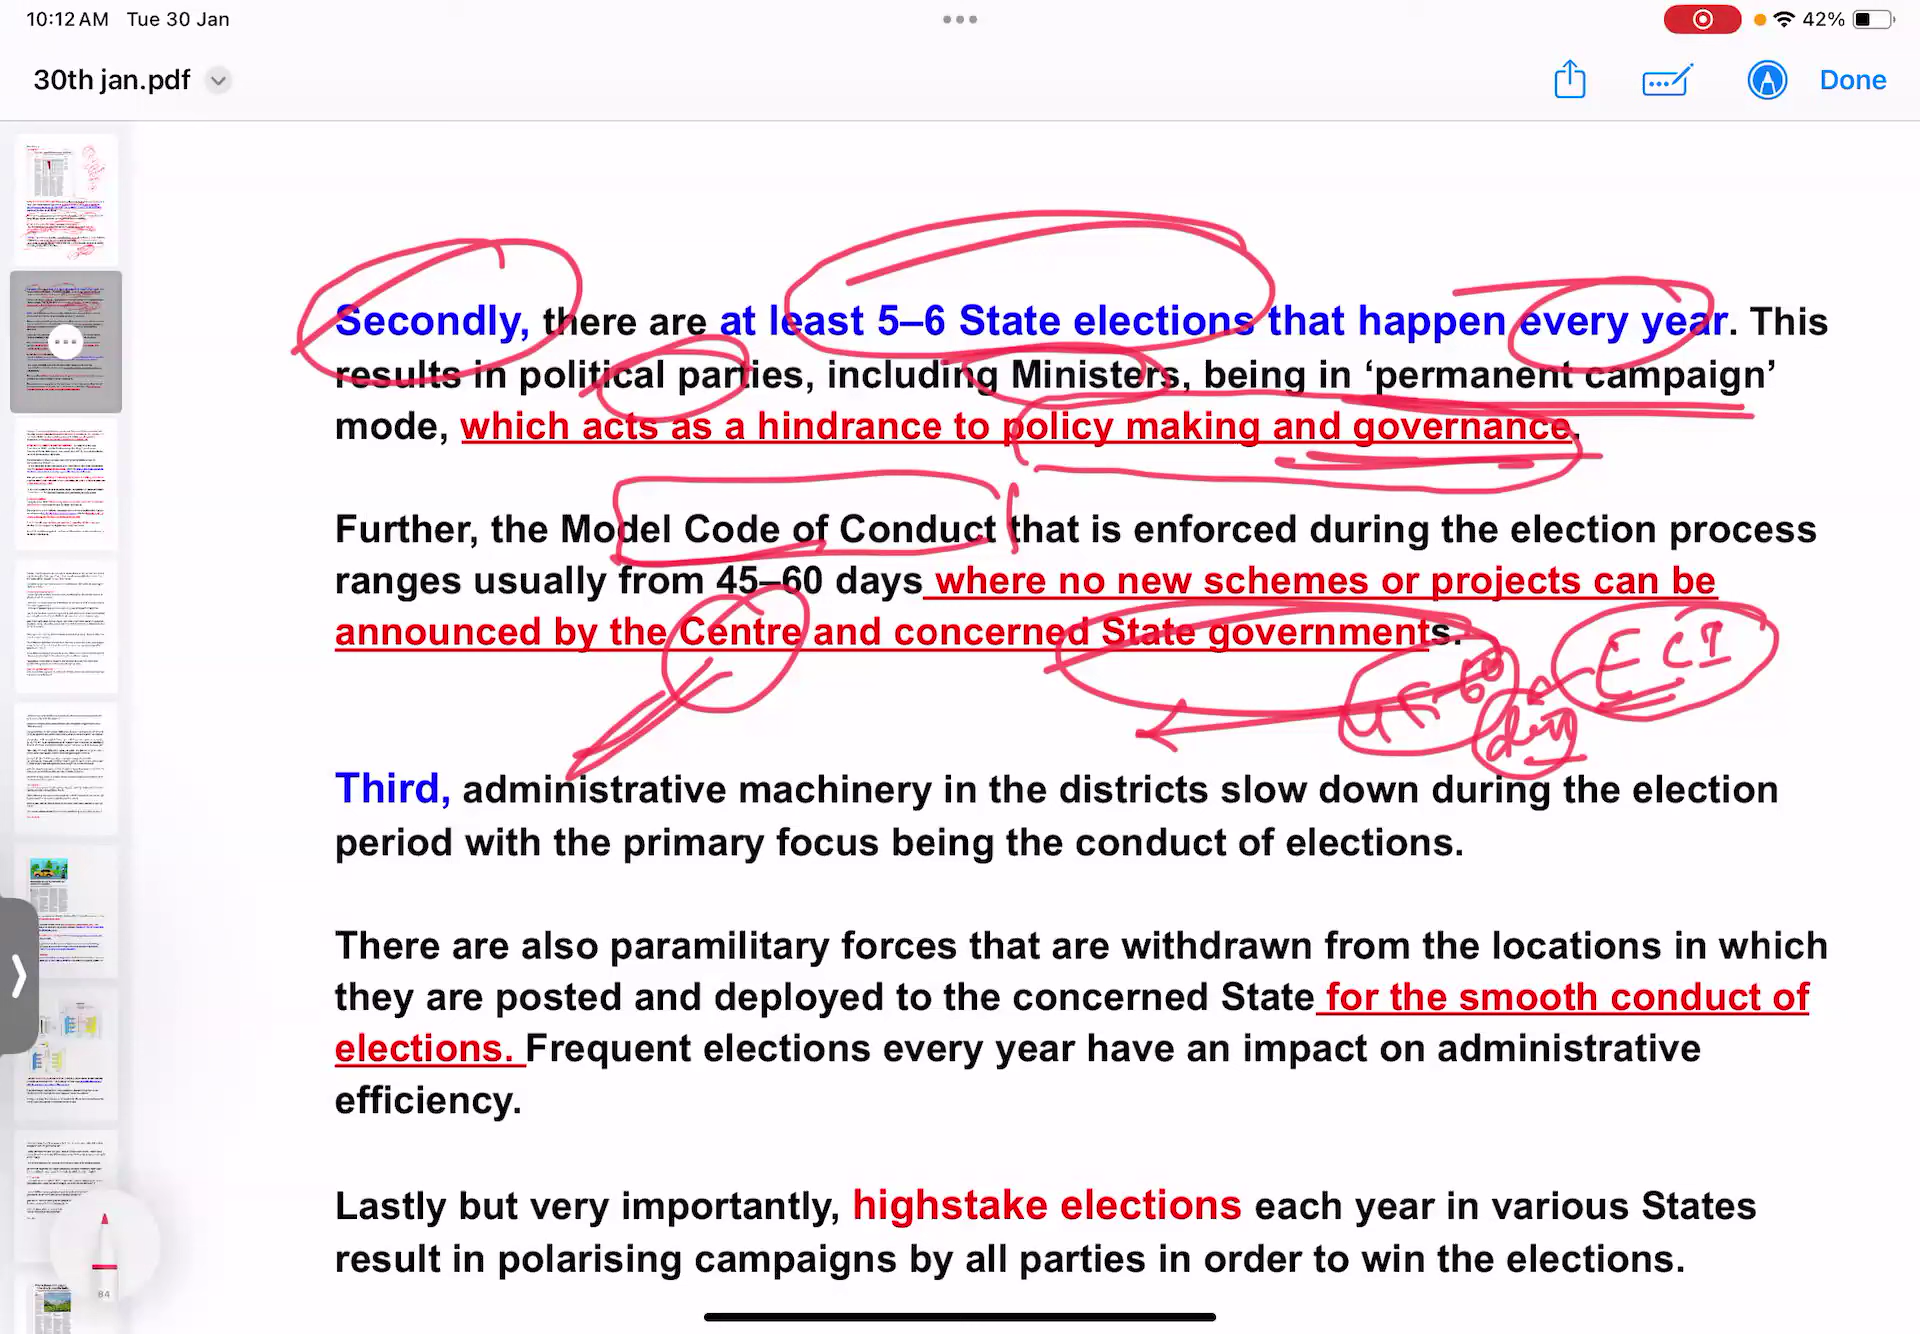 10:12 AM Tue 30 Jan
42%
30th jan.pdf
Done
Secondly, there are at least 5–6 State elections that happen every year. This
results in political parties, including Ministers, being in ‘permanent campaign’
mode, which acts as a hindrance to policy making and governance.
Further, the Model Code of Conduct that is enforced during the election process
ranges usually from 45–60 days where no new schemes or projects can be
announced by the Centre and concerned State governments.
ECI
45-60
days
Third, administrative machinery in the districts slow down during the election
period with the primary focus being the conduct of elections.
There are also paramilitary forces that are withdrawn from the locations in which
they are posted and deployed to the concerned State for the smooth conduct of
elections. Frequent elections every year have an impact on administrative
efficiency.
Lastly but very importantly, highstake elections each year in various States
result in polarising campaigns by all parties in order to win the elections.
84